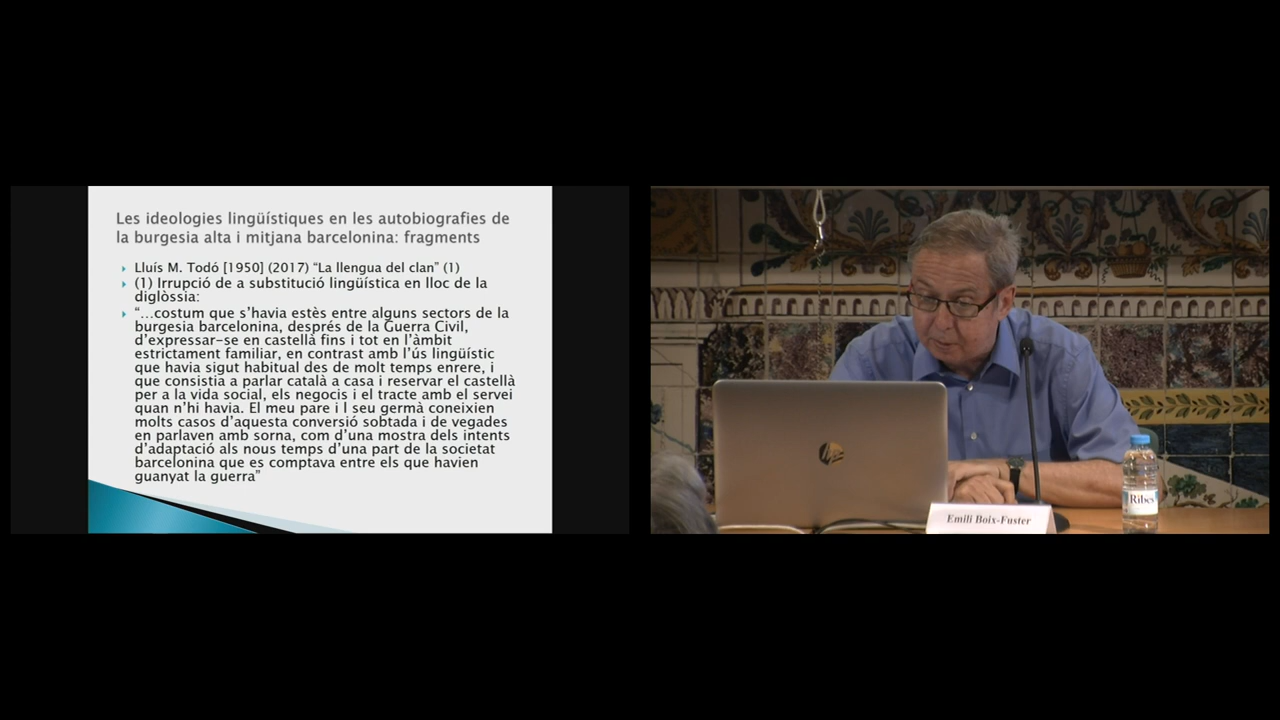 Les ideologies lingüístiques en les autobiografies de
la burgesia alta i mitjana barcelonina: fragments
Lluís M. Todó [1950] (2017) “La llengua del clan” (1)
(1) Irrupció de a substitució lingüística en lloc de la
diglòssia:
“…costum que s’havia estès entre alguns sectors de la
burgesia barcelonina, després de la Guerra Civil,
d’expressar-se en castellà fins i tot en l’àmbit
estrictament familiar, en contrast amb l’ús lingüístic
que havia sigut habitual des de molt temps enrere, i
que consistia a parlar català a casa i reservar el castellà
per a la vida social, els negocis i el tracte amb el servei
quan n’hi havia. El meu pare i l seu germà coneixien
molts casos d’aquesta conversió sobtada i de vegades
en parlaven amb sorna, com d’una mostra dels intents
d’adaptació als nous temps d’una part de la societat
barcelonina que es comptava entre els que havien
guanyat la guerra”
hp
Emili Boix-Fuster
Ribes